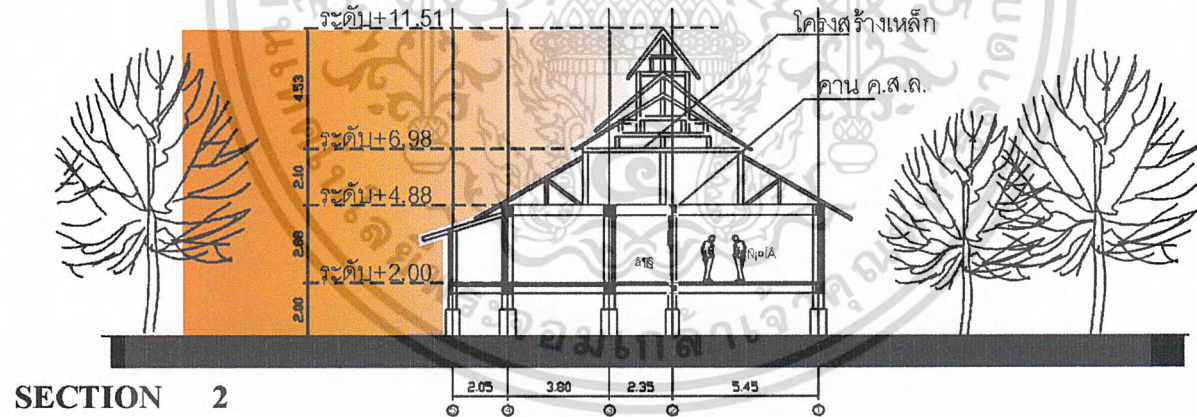 ระดับ+11.51
โครงสร้างเหล็ก
คาน ค.ส.ล.
4.53
ระดับ+6.98
2.10
ระดับ+4.88
2.88
ระดับ+2.00
2.00
2.05 3.80 2.35 5.45
SECTION 2